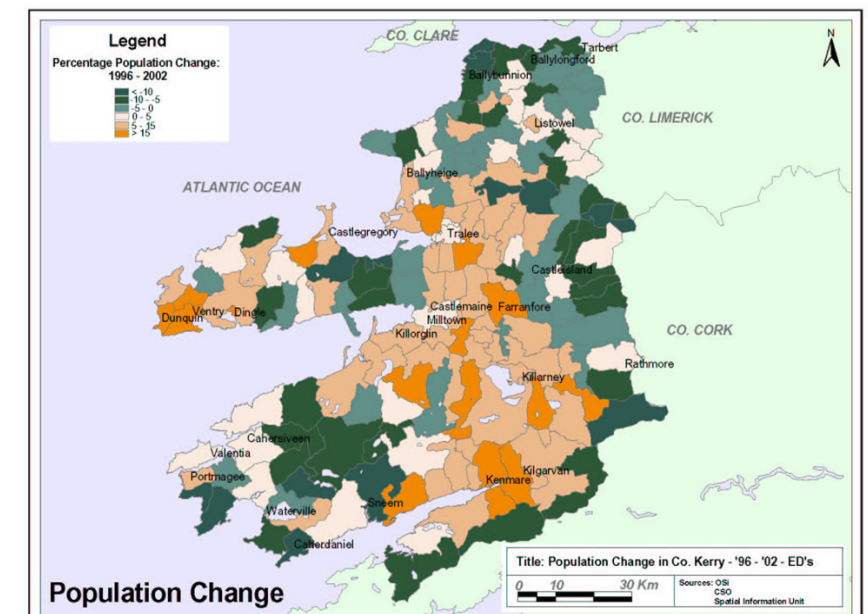 Legend
Percentage Population Change:
1996 - 2002
< -10
-10 - -5
-5 - 0
0 - 5
5 - 15
> 15
CO. CLARE
N
Tarbert
Ballylongford
Ballybunnion
CO. LIMERICK
Listowel
Ballyheige
ATLANTIC OCEAN
Castlegregory
Tralee
Castleisland
Castlemaine
Farranfore
Dunquin
Ventry
Dingle
Milltown
Killorglin
CO. CORK
Rathmore
Killarney
Cahersiveen
Valentia
Portmagee
Kilgarvan
Kenmare
Sneem
Waterville
Caherdaniel
Title: Population Change in Co. Kerry - '96 - '02 - ED's
0 10 30 Km
Sources: OSi
CSO
Spatial Information Unit
Population Change